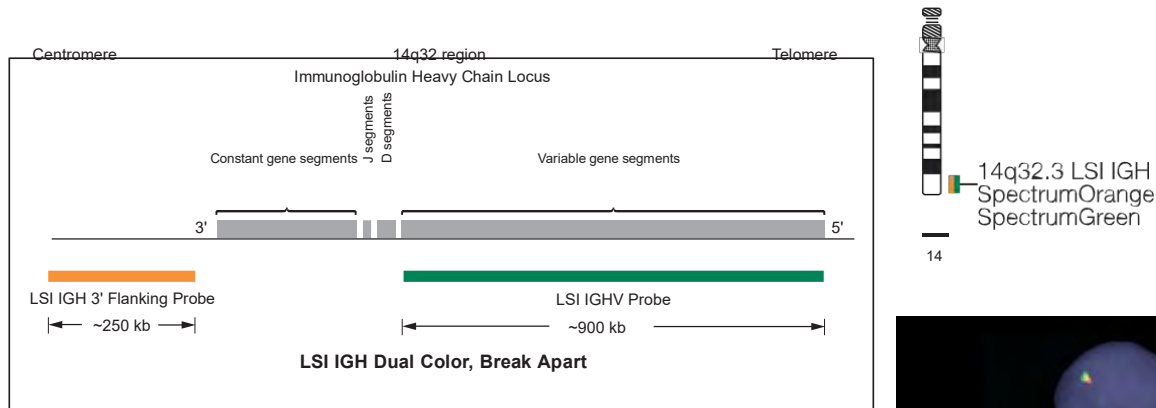 Centromere 14q32 region Telomere
Immunoglobulin Heavy Chain Locus
J segments
D segments
Constant gene segments
Variable gene segments
3'
5'
LSI IGH 3' Flanking Probe
LSI IGHV Probe
~250 kb
~900 kb
LSI IGH Dual Color, Break Apart
14q32.3 LSI IGH
SpectrumOrange
SpectrumGreen
14